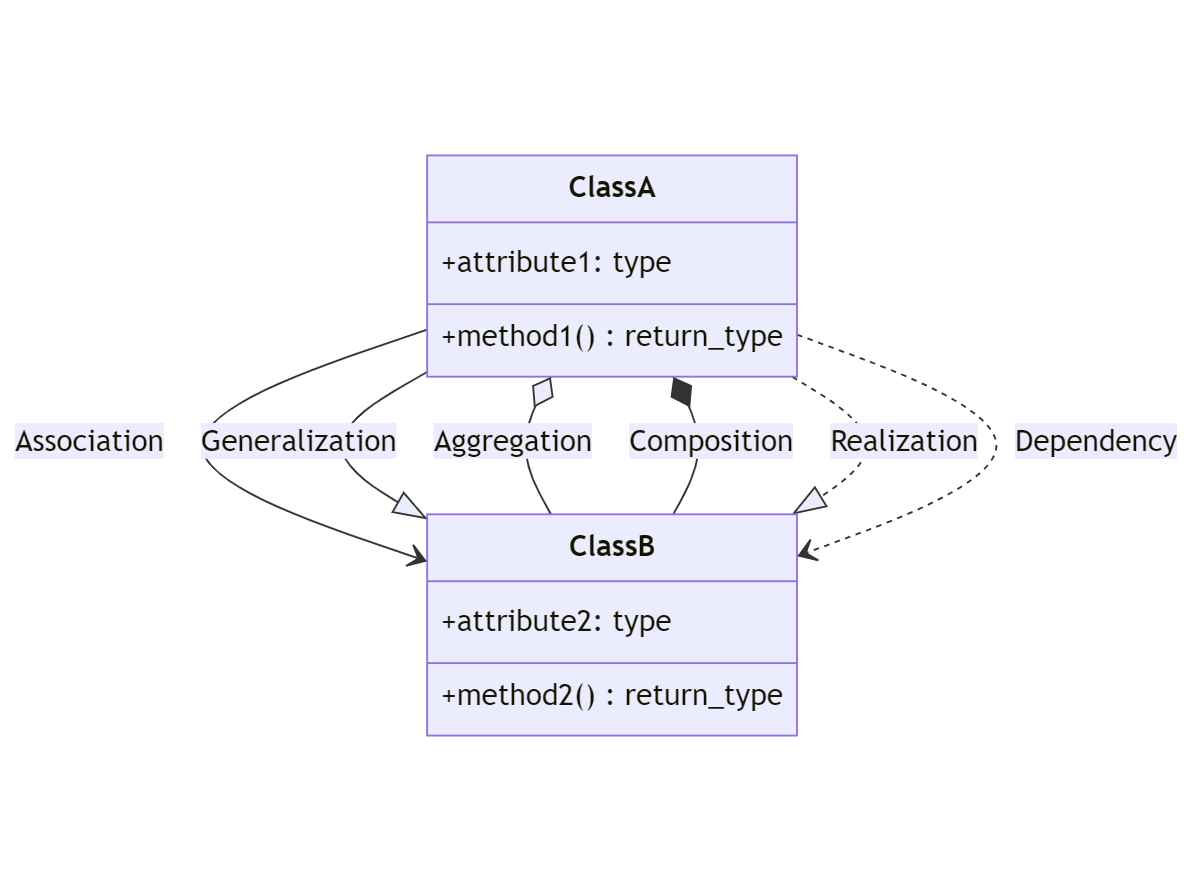 ClassA
+attribute1: type
+method1() : return_type
Association
Generalization
Aggregation
Composition
Realization
Dependency
ClassB
+attribute2: type
+method2() : return_type